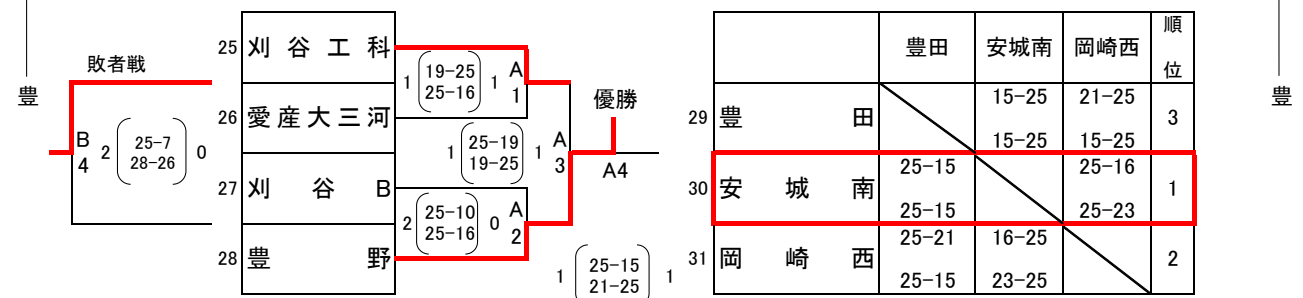 豊
敗者戦
B
4
2
25-7
28-26
0
25 刈谷工科
26 愛産大三河
27 刈谷B
28 豊野
1
19-25
25-16
1
A
1
1
25-19
19-25
1
A
3
2
25-10
25-16
0
A
2
優勝
A4
1
25-15
21-25
1
豊田 安城南 岡崎西 順位
29 豊田 15-25 21-25 3
15-25 15-25
30 安城南 25-15 25-16 1
25-15 25-23
31 岡崎西 25-21 16-25 2
25-15 23-25
豊